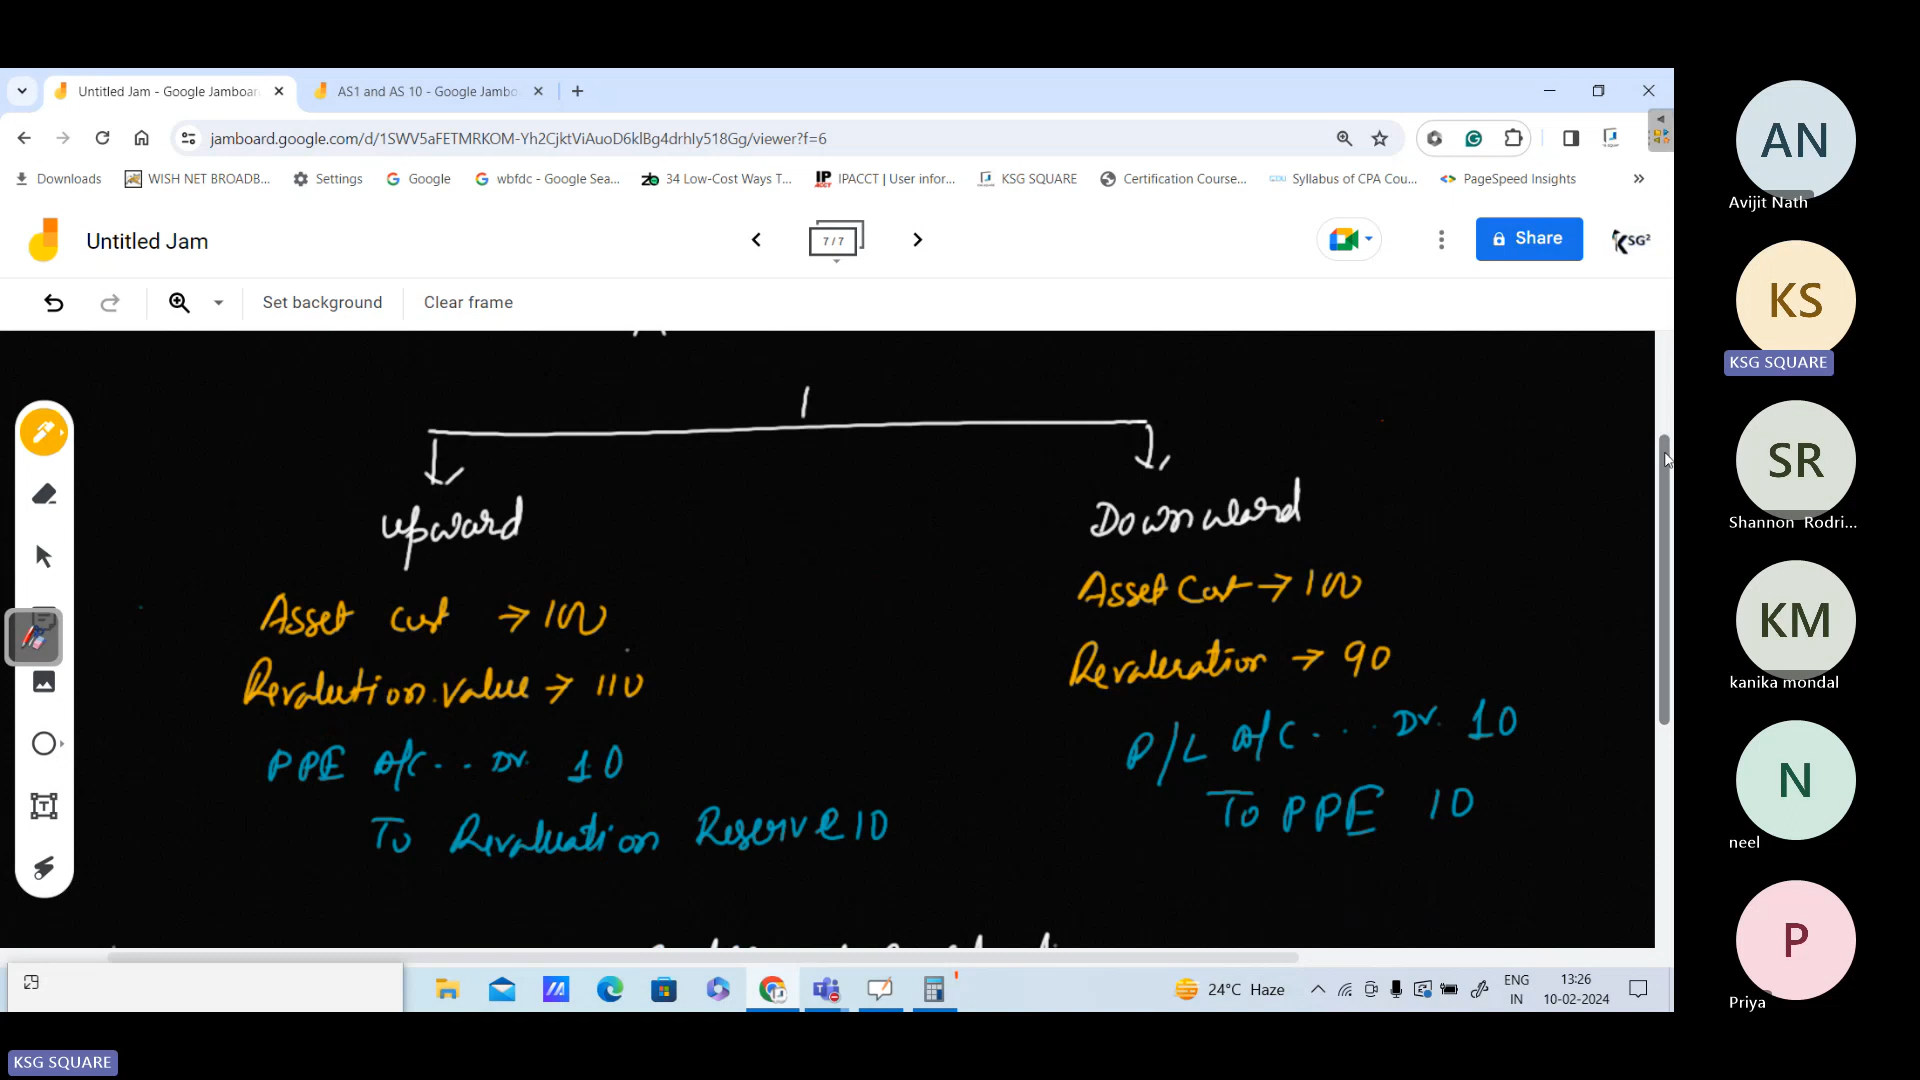 Untitled Jam - Google Jamboar
AS1 and AS 10 - Google Jambo
jamboard.google.com/d/1SWV5aFETMRKOM-Yh2CjktViAuoD6klBg4drhIy518Gg/viewer?f=6
Downloads
WISH NET BROADB...
Settings
Google
wbfdc - Google Sea...
34 Low-Cost Ways T...
IPACCT | User infor...
KSG SQUARE
Certification Course...
Syllabus of CPA Cou...
PageSpeed Insights
Untitled Jam
7 / 7
Share
KSG²
Set background
Clear frame
upward
Downward
Asset cost → 100
Revalution value → 110
PPE A/C .. Dr. 10
To Revaluation Reserve 10
Asset Cost → 100
Revaluation → 90
P/L A/C .... Dr. 10
To PPE 10
24°C Haze
ENG
IN
13:26
10-02-2024
AN
Avijit Nath
KS
KSG SQUARE
SR
Shannon Rodri...
KM
kanika mondal
N
neel
P
Priya
KSG SQUARE